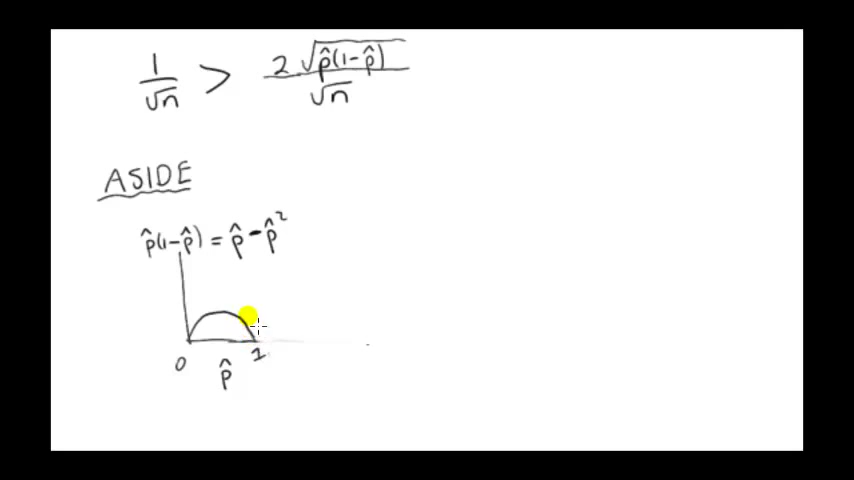 1/√n > 2√p̂(1-p̂)/√n
ASIDE
p̂(1-p̂) = p̂ - p̂²
0 1
p̂